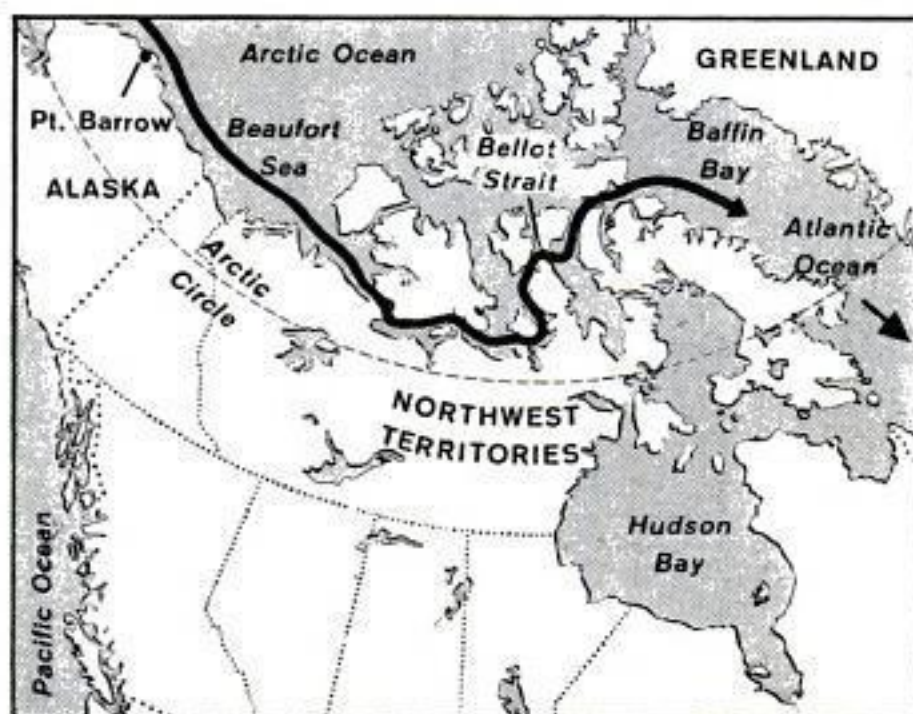 Arctic Ocean
GREENLAND
Pt. Barrow
Beaufort
Sea
Bellot
Strait
Baffin
Bay
ALASKA
Atlantic
Ocean
Arctic
Circle
NORTHWEST
TERRITORIES
Hudson
Bay
Pacific Ocean